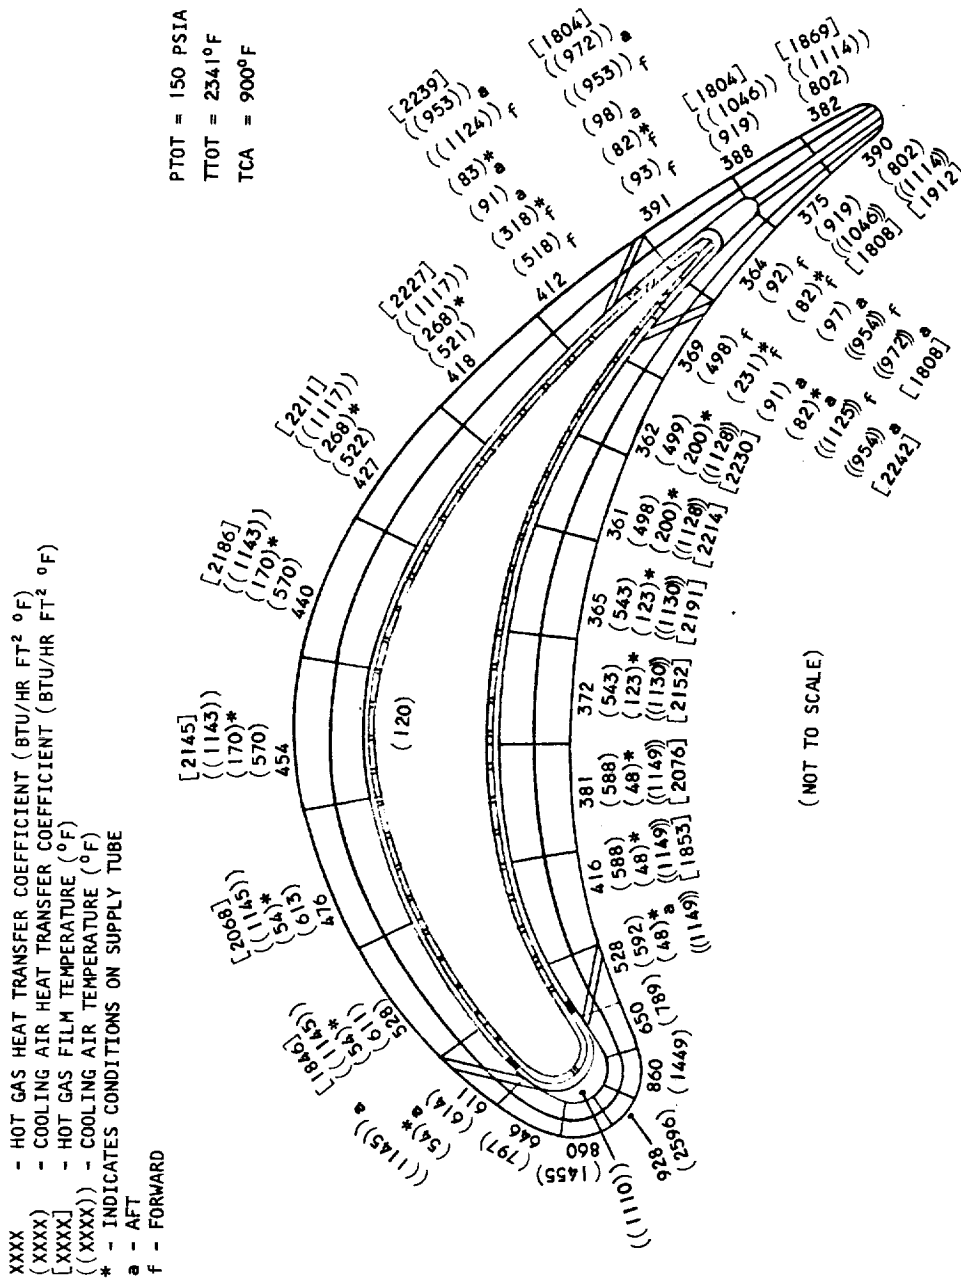 XXXX - HOT GAS HEAT TRANSFER COEFFICIENT (BTU/HR FT² °F)
(XXXX) - COOLING AIR HEAT TRANSFER COEFFICIENT (BTU/HR FT² °F)
[XXXX] - HOT GAS FILM TEMPERATURE (°F)
((XXXX)) - COOLING AIR TEMPERATURE (°F)
* - INDICATES CONDITIONS ON SUPPLY TUBE
a - AFT
f - FORWARD
PTOT = 150 PSIA
TTOT = 2341°F
TCA = 900°F
((1145)) a
(54)* a
(614)
611
(797)
646
(1455)
860
((1110))
928
(2596)
860
(1449)
650
(789)
[1846]
((1145))
(54)*
(611)
528
[2068]
((1145))
(54)*
(613)
476
[2145]
((1143))
(170)*
(570)
454
[2186]
((1143))
(170)*
(570)
440
[2211]
((1117))
(268)*
(522)
427
[2227]
((1117))
(268)*
(521)
418
[2239]
((953)) a
((1124)) f
(83)* a
(91) a
(318)* f
(518) f
412
[1804]
((972)) a
((953)) f
(98) a
(82)* f
(93) f
391
[1804]
((1046))
(919)
388
[1869]
((1114))
(802)
382
(120)
528
(592)
(48)* a
((1149))
416
(588)
(48)*
((1149))
[1853]
381
(588)
(48)*
((1149))
[2076]
372
(543)
(123)*
((1130))
[2152]
365
(543)
(123)*
((1130))
[2191]
361
(498)
(200)*
((1128))
[2214]
362
(499)
(200)*
((1128))
[2230]
369
(498) f
(231)* f
(91) a
(82)* a
((1125)) f
((954)) a
[2242]
364
(92) f
(82)* f
(97) a
((954)) f
((972)) a
[1808]
375
(919)
((1046))
[1808]
390
(802)
((1114))
[1912]
(NOT TO SCALE)